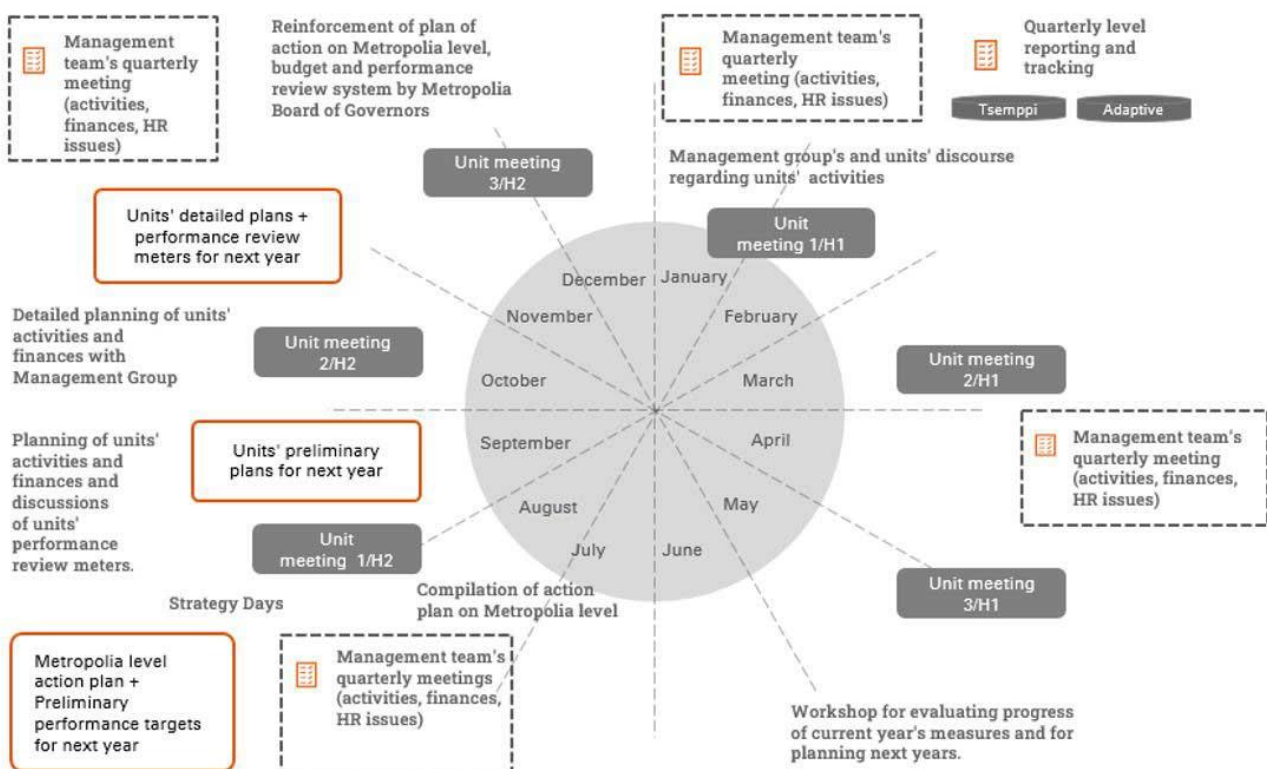 Management
team's quarterly
meeting
(activities,
finances, HR
issues)
Reinforcement of plan of
action on Metropolia level,
budget and performance
review system by Metropolia
Board of Governors
Management team's
quarterly
meeting (activities,
finances, HR issues)
Quarterly level
reporting and
tracking
Tsemppi
Adaptive
Unit meeting
3/H2
Management group's and units' discourse
regarding units' activities
Units' detailed plans +
performance review
meters for next year
Unit
meeting 1/H1
December
January
November
February
Detailed planning of units'
activities and
finances with
Management Group
Unit meeting
2/H2
October
March
Unit meeting
2/H1
Planning of units'
activities and
finances and
discussions
of units'
performance
review meters.
Units' preliminary
plans for next year
September
April
Management team's
quarterly meeting
(activities, finances,
HR issues)
August
May
Unit
meeting 1/H2
July
June
Unit meeting
3/H1
Strategy Days
Compilation of action
plan on Metropolia level
Metropolia level
action plan +
Preliminary
performance targets
for next year
Management team's
quarterly meetings
(activities, finances,
HR issues)
Workshop for evaluating progress
of current year's measures and for
planning next years.